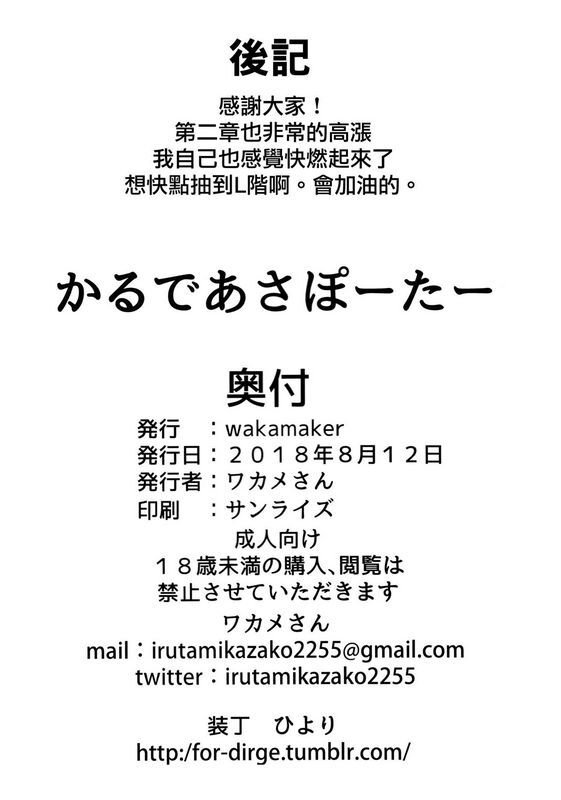 後記
感謝大家！
第二章也非常的高漲
我自己也感覺快燃起來了
想快點抽到L階啊。會加油的。
かるであさぽーたー
奥付
発行　：wakamaker
発行日：２０１８年８月１２日
発行者：ワカメさん
印刷　：サンライズ
成人向け
１８歳未満の購入、閲覧は
禁止させていただきます
ワカメさん
mail：irutamikazako2255@gmail.com
twitter：irutamikazako2255
装丁　ひより
http:/for-dirge.tumblr.com/